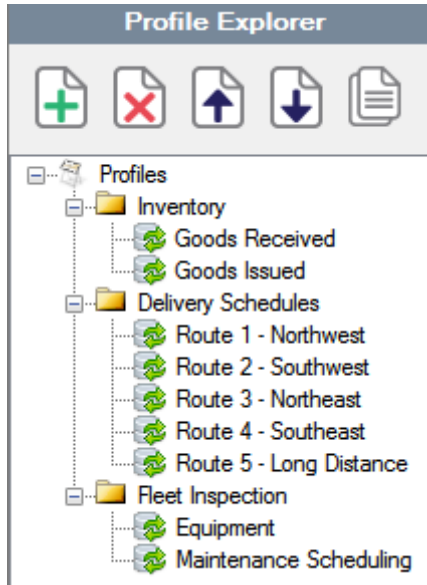 Profile Explorer
Profiles
Inventory
Goods Received
Goods Issued
Delivery Schedules
Route 1 - Northwest
Route 2 - Southwest
Route 3 - Northeast
Route 4 - Southeast
Route 5 - Long Distance
Fleet Inspection
Equipment
Maintenance Scheduling